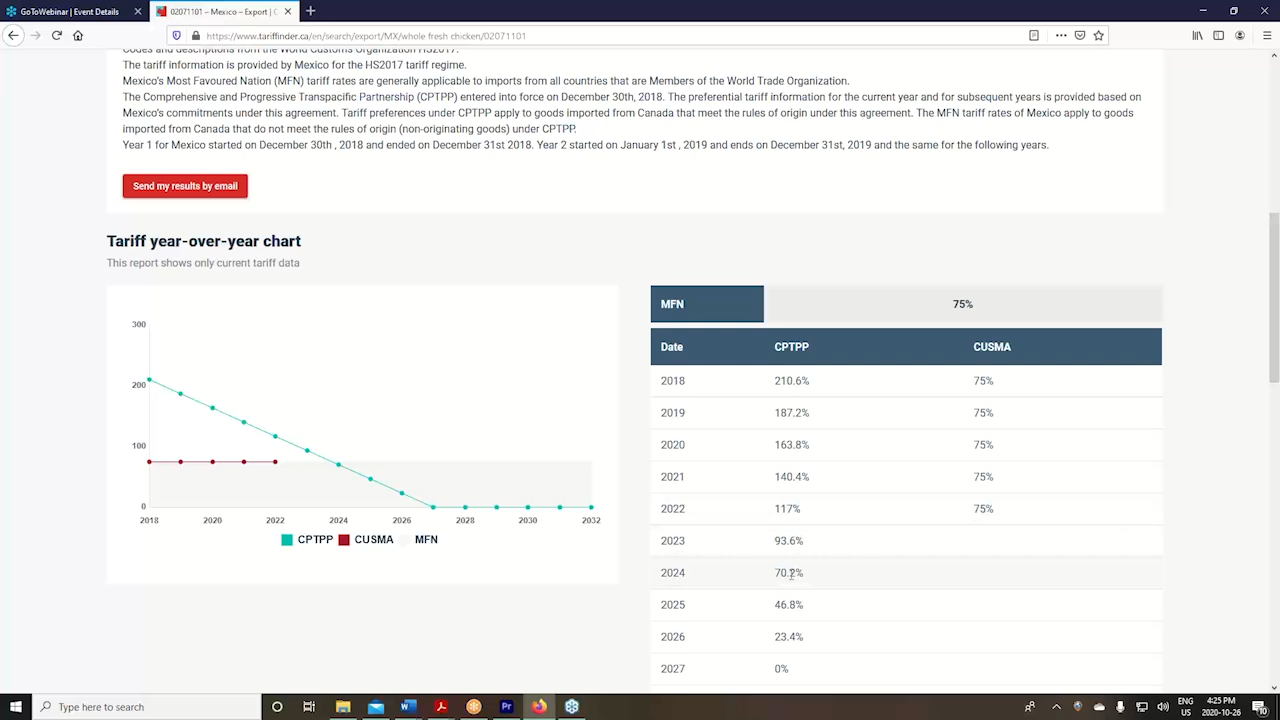 GoToWebinar | Event Details
02071101 – Mexico – Export | (
https://www.tariffinder.ca/en/search/export/MX/whole fresh chicken/02071101
Codes and descriptions from the World Customs Organization HS2017.
The tariff information is provided by Mexico for the HS2017 tariff regime.
Mexico's Most Favoured Nation (MFN) tariff rates are generally applicable to imports from all countries that are Members of the World Trade Organization.
The Comprehensive and Progressive Transpacific Partnership (CPTPP) entered into force on December 30th, 2018. The preferential tariff information for the current year and for subsequent years is provided based on
Mexico's commitments under this agreement. Tariff preferences under CPTPP apply to goods imported from Canada that meet the rules of origin under this agreement. The MFN tariff rates of Mexico apply to goods
imported from Canada that do not meet the rules of origin (non-originating goods) under CPTPP.
Year 1 for Mexico started on December 30th , 2018 and ended on December 31st 2018. Year 2 started on January 1st , 2019 and ends on December 31st, 2019 and the same for the following years.
Send my results by email
Tariff year-over-year chart
This report shows only current tariff data
300
200
100
0
2018 2020 2022 2024 2026 2028 2030 2032
CPTPP CUSMA MFN
MFN 75%
Date CPTPP CUSMA
2018 210.6% 75%
2019 187.2% 75%
2020 163.8% 75%
2021 140.4% 75%
2022 117% 75%
2023 93.6%
2024 70.2%
2025 46.8%
2026 23.4%
2027 0%
Type here to search
ENG
US
4:25 PM
2020-10-26
10